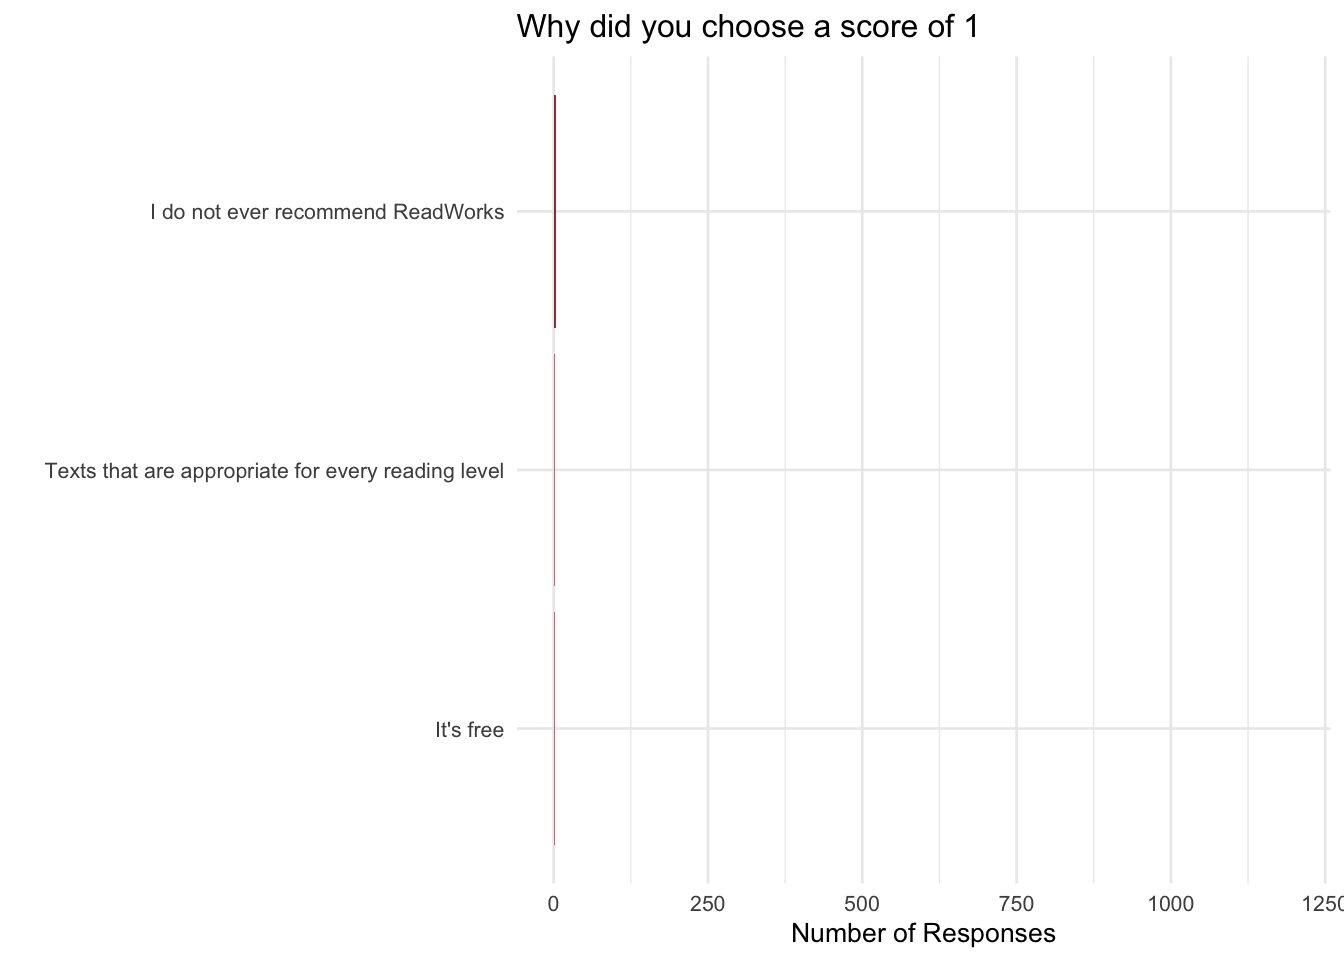 Why did you choose a score of 1
I do not ever recommend ReadWorks
Texts that are appropriate for every reading level
It's free
0 250 500 750 1000 1250
Number of Responses